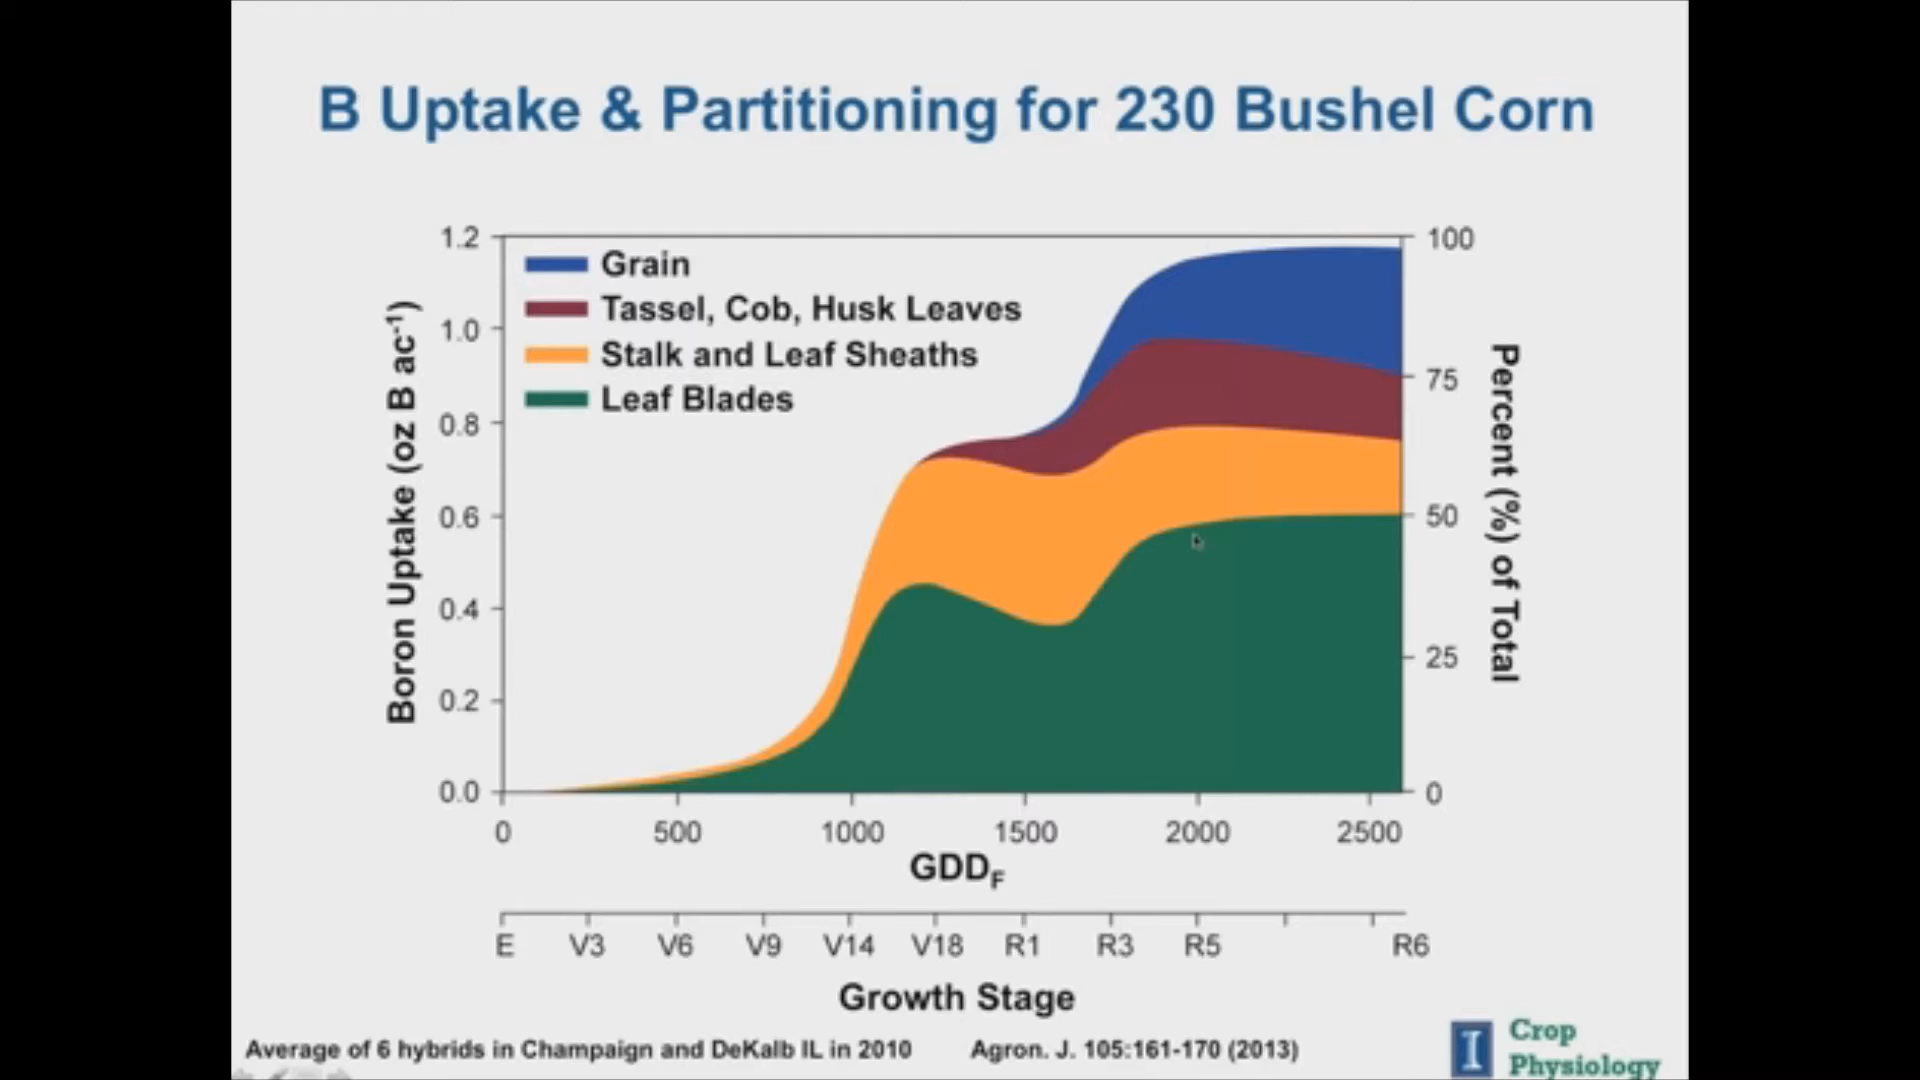 B Uptake & Partitioning for 230 Bushel Corn
Grain
Tassel, Cob, Husk Leaves
Stalk and Leaf Sheaths
Leaf Blades
Boron Uptake (oz B ac⁻¹)
1.2
1.0
0.8
0.6
0.4
0.2
0.0
100
75
50
25
0
Percent (%) of Total
0 500 1000 1500 2000 2500
GDD_F
E V3 V6 V9 V14 V18 R1 R3 R5 R6
Growth Stage
Average of 6 hybrids in Champaign and DeKalb IL in 2010 Agron. J. 105:161-170 (2013)
I
Crop
Physiology